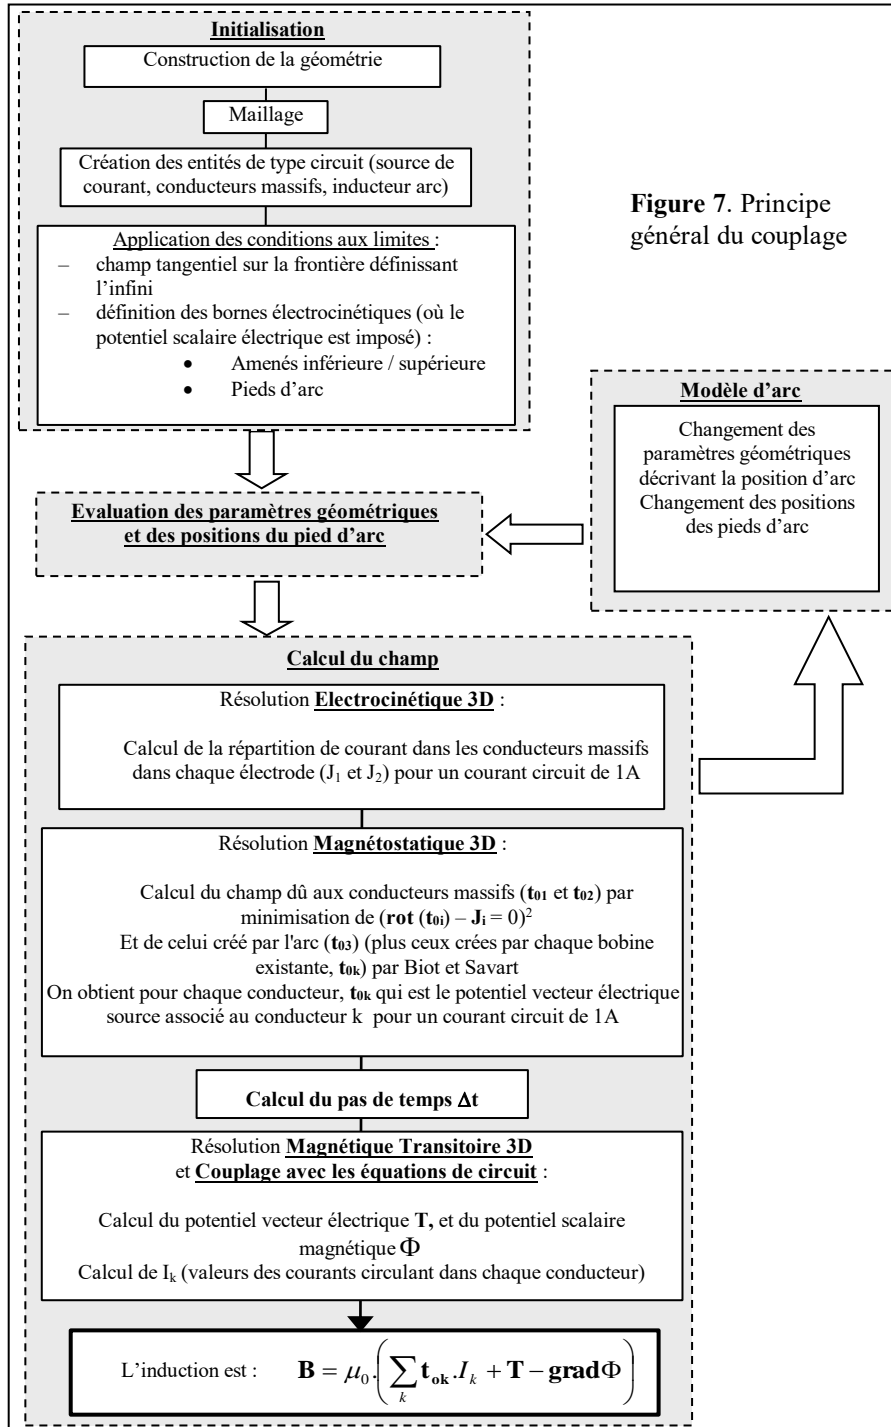 Initialisation
Construction de la géométrie
Maillage
Création des entités de type circuit (source de
courant, conducteurs massifs, inducteur arc)
Application des conditions aux limites :
– champ tangentiel sur la frontière définissant
l'infini
– définition des bornes électrocinétiques (où le
potentiel scalaire électrique est imposé) :
• Amenés inférieure / supérieure
• Pieds d'arc
Figure 7. Principe
général du couplage
Modèle d'arc
Changement des
paramètres géométriques
décrivant la position d'arc
Changement des positions
des pieds d'arc
Evaluation des paramètres géométriques
et des positions du pied d'arc
Calcul du champ
Résolution Electrocinétique 3D :
Calcul de la répartition de courant dans les conducteurs massifs
dans chaque électrode (J₁ et J₂) pour un courant circuit de 1A
Résolution Magnétostatique 3D :
Calcul du champ dû aux conducteurs massifs (t₀₁ et t₀₂) par
minimisation de (rot (t₀ᵢ) – Jᵢ = 0)²
Et de celui créé par l'arc (t₀₃) (plus ceux crées par chaque bobine
existante, t₀ₖ) par Biot et Savart
On obtient pour chaque conducteur, t₀ₖ qui est le potentiel vecteur électrique
source associé au conducteur k pour un courant circuit de 1A
Calcul du pas de temps Δt
Résolution Magnétique Transitoire 3D
et Couplage avec les équations de circuit :
Calcul du potentiel vecteur électrique T, et du potentiel scalaire
magnétique Φ
Calcul de Iₖ (valeurs des courants circulant dans chaque conducteur)
L'induction est : B = μ₀.(∑ₖ tₒₖ.Iₖ + T − gradΦ)